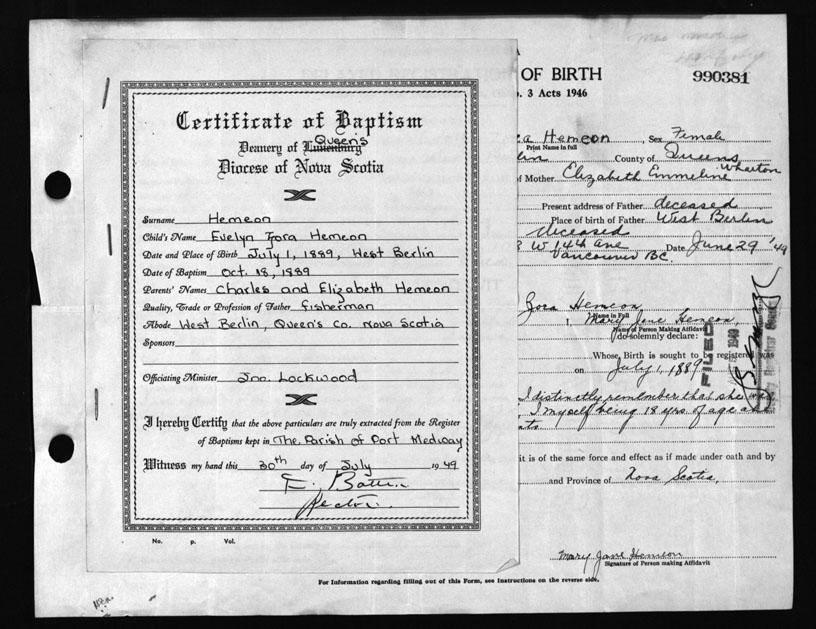 Certificate of Baptism
Queen's
Deanery of Lunenburg
Diocese of Nova Scotia
Surname Hemeon
Child's Name Evelyn Zora Hemeon
Date and Place of Birth July 1, 1889, West Berlin
Date of Baptism Oct. 18, 1889
Parents' Names Charles and Elizabeth Hemeon
Quality, Trade or Profession of Father fisherman
Abode West Berlin, Queen's Co. Nova Scotia
Sponsors
Officiating Minister Jno. Lockwood
I hereby Certify that the above particulars are truly extracted from the Register
of Baptisms kept in The Parish of Port Medway
Witness my hand this 30th day of July 1949
E.
Rector.
No. p. Vol.
OF BIRTH
990381
3 Acts 1946
Hemeon, Sex Female
Print Name in full
County of Queens
of Mother Elizabeth Emmeline Wharton
Present address of Father deceased
Place of birth of Father West Berlin
deceased
W 14th Ave Date June 29 '49
Vancouver BC.
Zora Hemeon
Name in Full
I, Mary Jane Hemeon,
Name of Person Making Affidavit
do solemnly declare:
Whose Birth is sought to be registered was
on July 1, 1889
FILED
1949
I distinctly remember that she was
I myself being 18 yrs. of age
it is of the same force and effect as if made under oath and by
and Province of Nova Scotia,
Mary Jane Hemeon
Signature of Person making Affidavit
For Information regarding filling out of this Form, see Instructions on the reverse side.